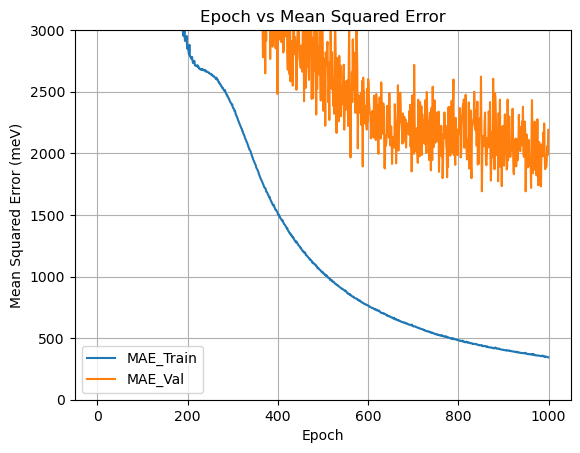 Epoch vs Mean Squared Error
Mean Squared Error (meV)
3000
2500
2000
1500
1000
500
0
MAE_Train
MAE_Val
0 200 400 600 800 1000
Epoch